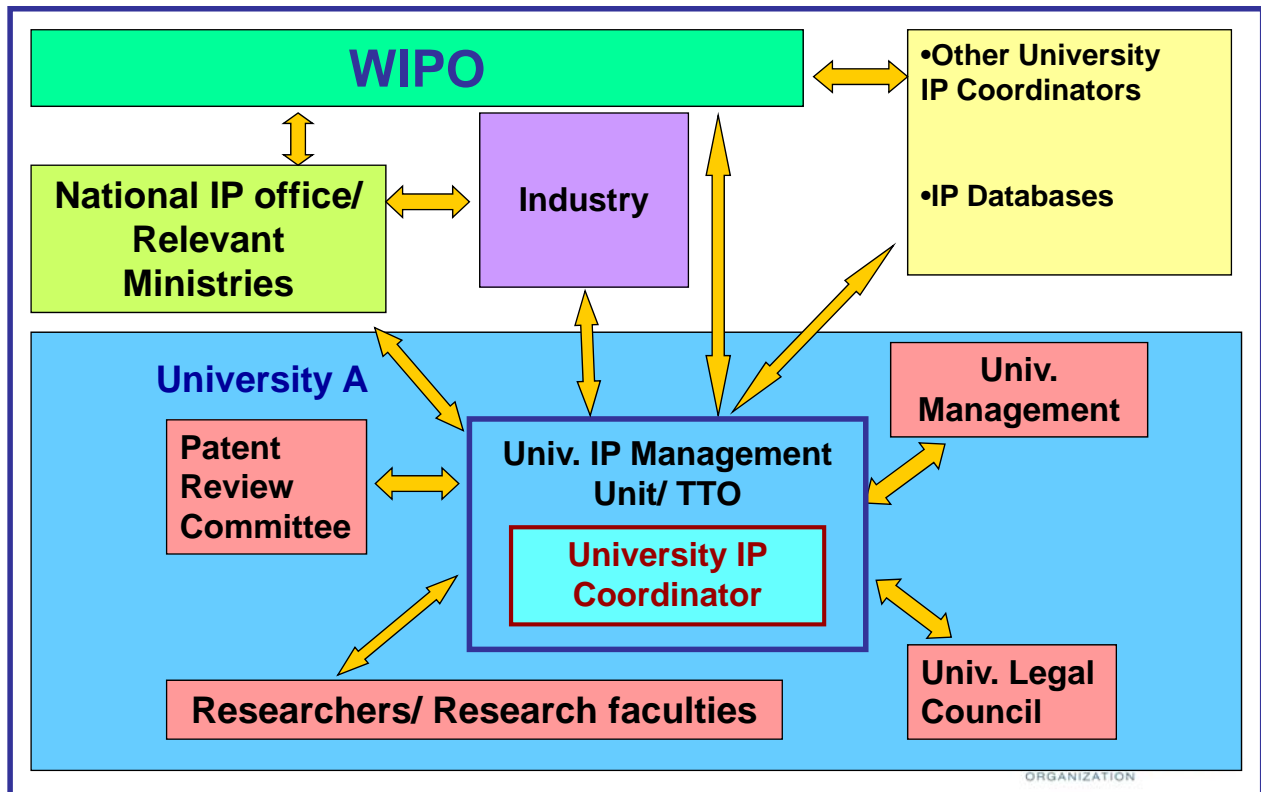 WIPO
•Other University
IP Coordinators
•IP Databases
National IP office/
Relevant
Ministries
Industry
University A
Univ.
Management
Patent
Review
Committee
Univ. IP Management
Unit/ TTO
University IP
Coordinator
Researchers/ Research faculties
Univ. Legal
Council
ORGANIZATION